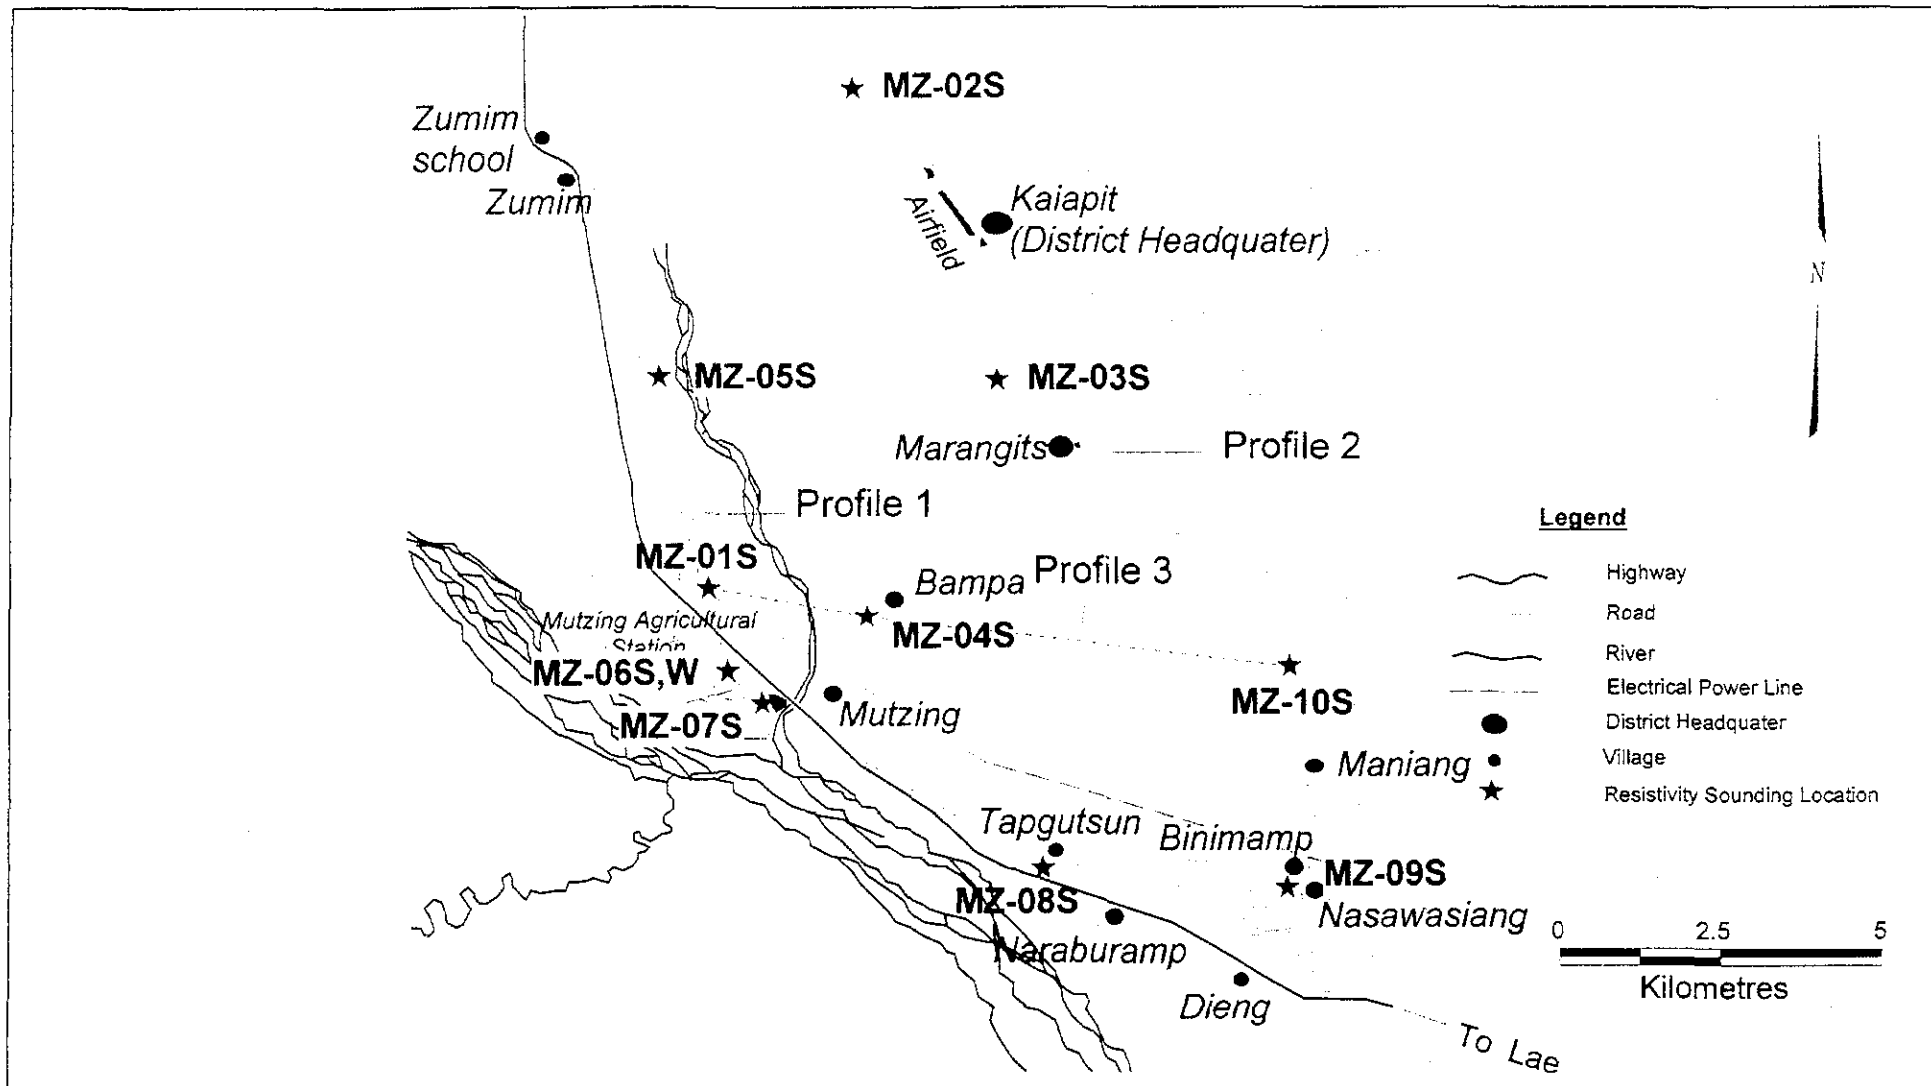 MZ-02S
Zumim
school
Zumim
Kaiapit
(District Headquater)
Airfield
N
MZ-05S
MZ-03S
Marangits
Profile 2
Profile 1
Legend
MZ-01S
Bampa
Profile 3
Highway
Mutzing Agricultural
Station
MZ-04S
Road
River
MZ-06S,W
Electrical Power Line
MZ-07S
Mutzing
MZ-10S
District Headquater
Maniang
Village
Resistivity Sounding Location
Tapgutsun
Binimamp
MZ-09S
MZ-08S
Nasawasiang
Naraburamp
Dieng
0 2.5 5
Kilometres
To Lae